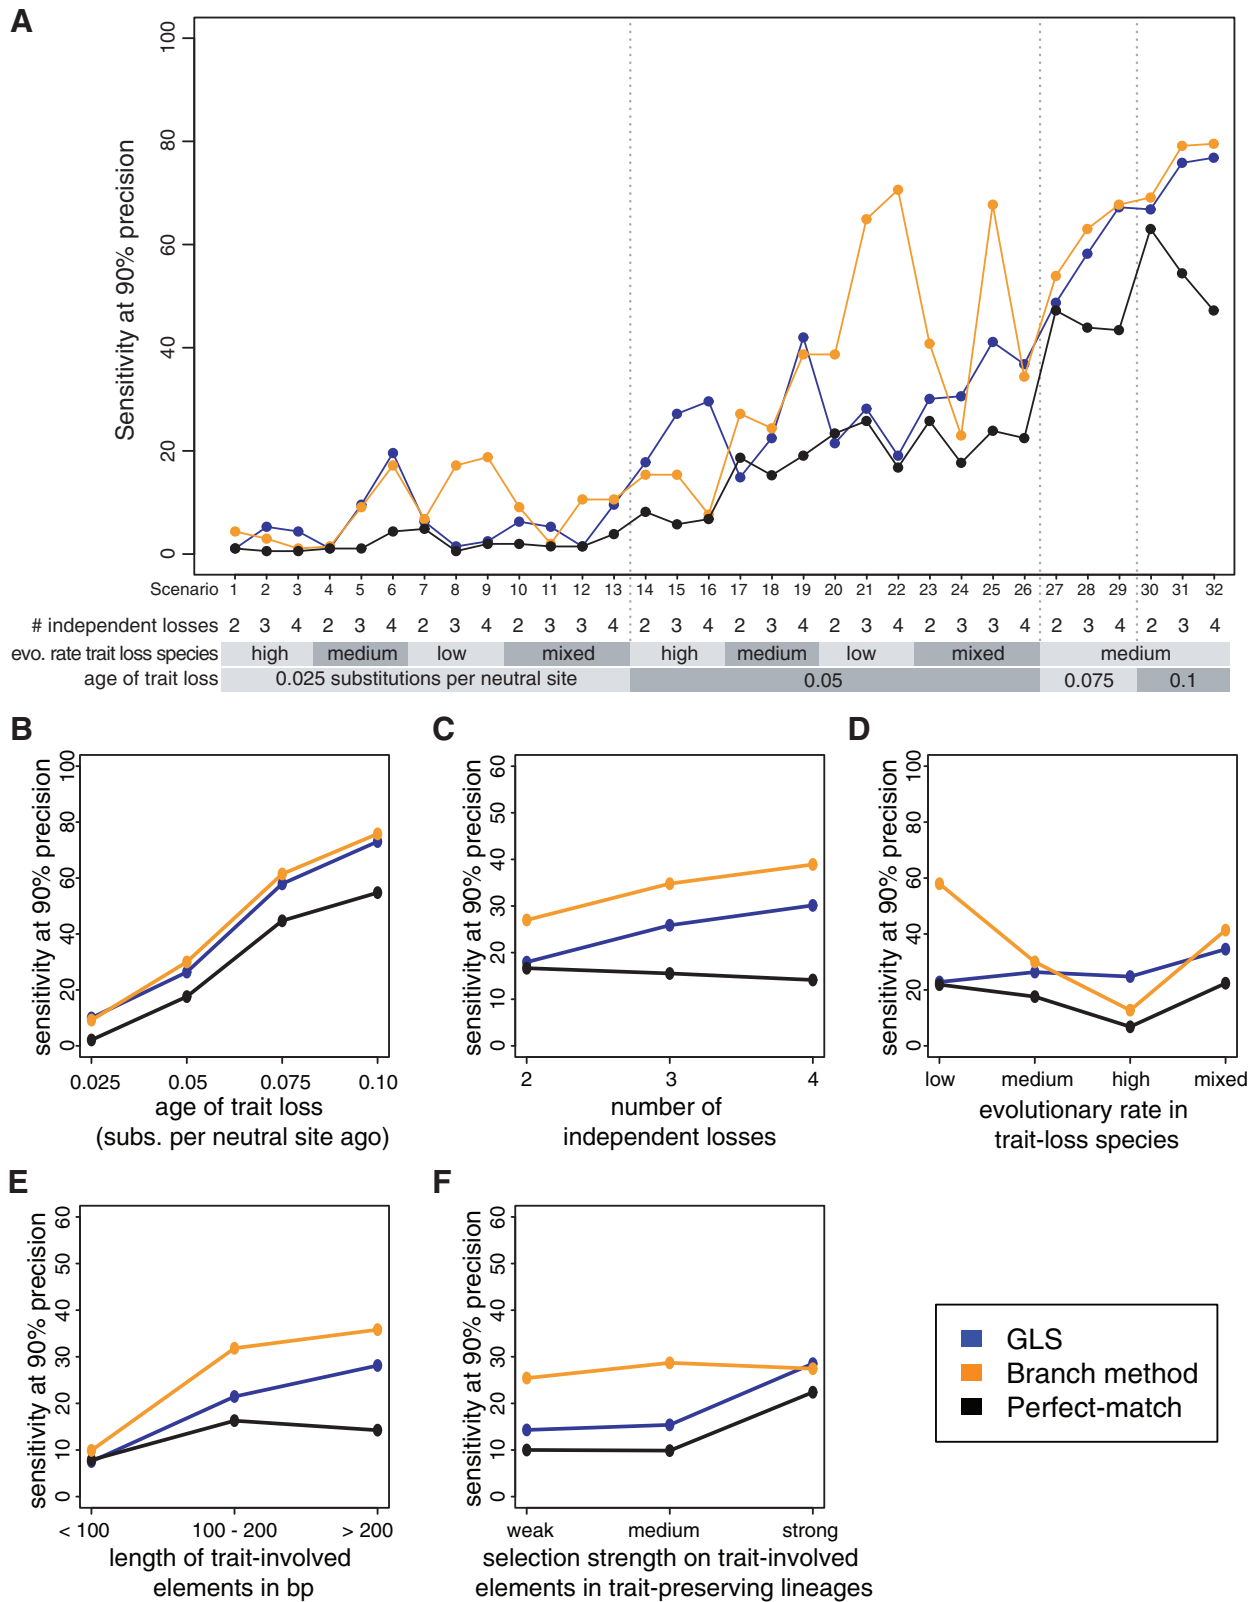 A
Sensitivity at 90% precision
100
80
60
40
20
0
Scenario 1 2 3 4 5 6 7 8 9 10 11 12 13 14 15 16 17 18 19 20 21 22 23 24 25 26 27 28 29 30 31 32
# independent losses 2 3 4 2 3 4 2 3 4 2 3 3 4 2 3 4 2 3 4 2 3 4 2 3 3 4 2 3 4 2 3 4
evo. rate trait loss species high medium low mixed high medium low mixed medium
age of trait loss 0.025 substitutions per neutral site 0.05 0.075 0.1
B
sensitivity at 90% precision
100
80
60
40
20
0
0.025 0.05 0.075 0.10
age of trait loss
(subs. per neutral site ago)
C
sensitivity at 90% precision
60
50
40
30
20
10
0
2 3 4
number of
independent losses
D
sensitivity at 90% precision
100
80
60
40
20
0
low medium high mixed
evolutionary rate in
trait-loss species
E
sensitivity at 90% precision
60
50
40
30
20
10
0
< 100 100 - 200 > 200
length of trait-involved
elements in bp
F
sensitivity at 90% precision
60
50
40
30
20
10
0
weak medium strong
selection strength on trait-involved
elements in trait-preserving lineages
GLS
Branch method
Perfect-match